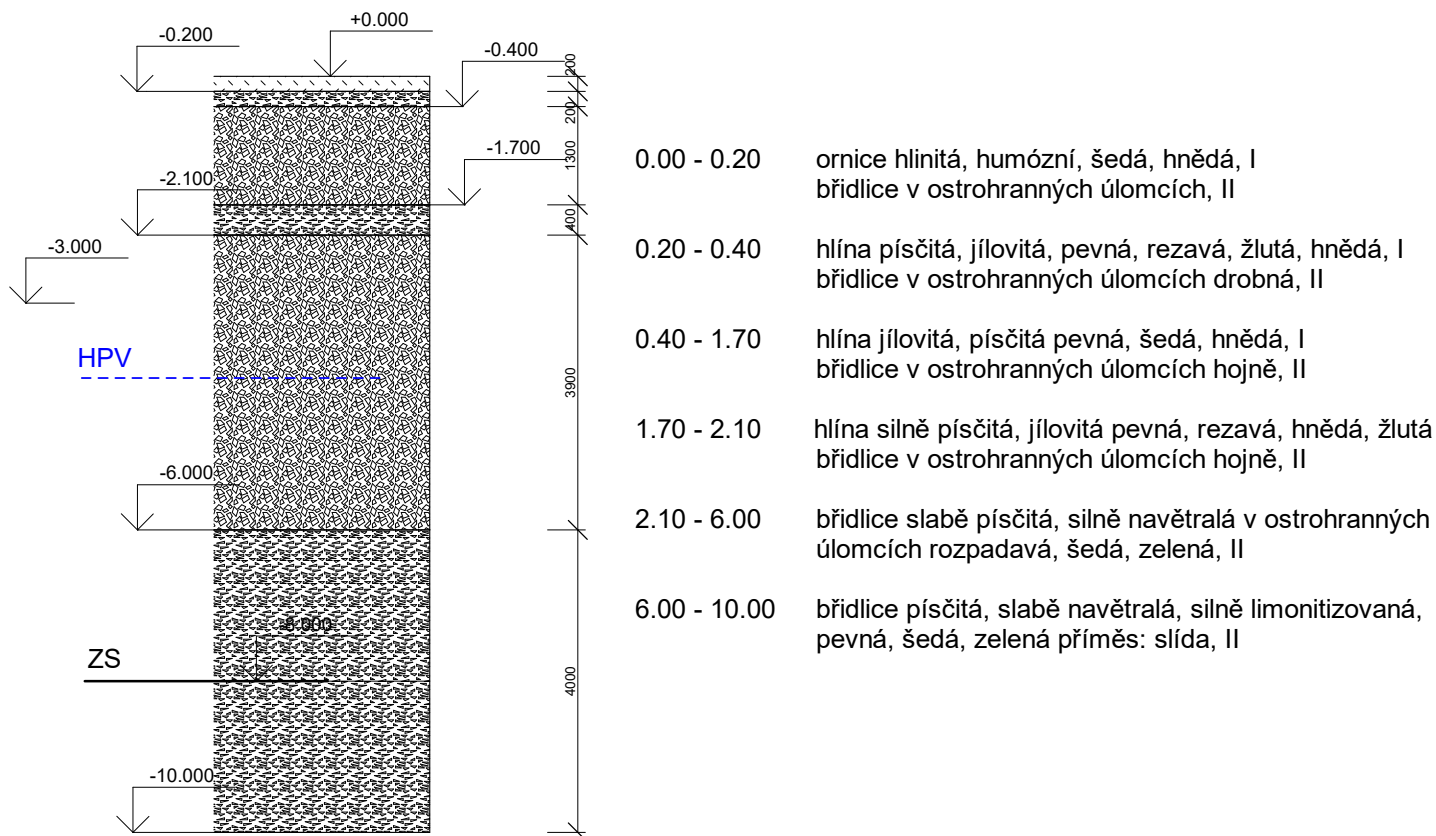 +0.000
-0.200
-0.400
-1.700
-2.100
-3.000
HPV
-6.000
-8.000
ZS
-10.000
200
200
1300
400
3900
4000
0.00 - 0.20 ornice hlinitá, humózní, šedá, hnědá, I
břidlice v ostrohranných úlomcích, II
0.20 - 0.40 hlína písčitá, jílovitá, pevná, rezavá, žlutá, hnědá, I
břidlice v ostrohranných úlomcích drobná, II
0.40 - 1.70 hlína jílovitá, písčitá pevná, šedá, hnědá, I
břidlice v ostrohranných úlomcích hojně, II
1.70 - 2.10 hlína silně písčitá, jílovitá pevná, rezavá, hnědá, žlutá
břidlice v ostrohranných úlomcích hojně, II
2.10 - 6.00 břidlice slabě písčitá, silně navětralá v ostrohranných
úlomcích rozpadavá, šedá, zelená, II
6.00 - 10.00 břidlice písčitá, slabě navětralá, silně limonitizovaná,
pevná, šedá, zelená příměs: slída, II